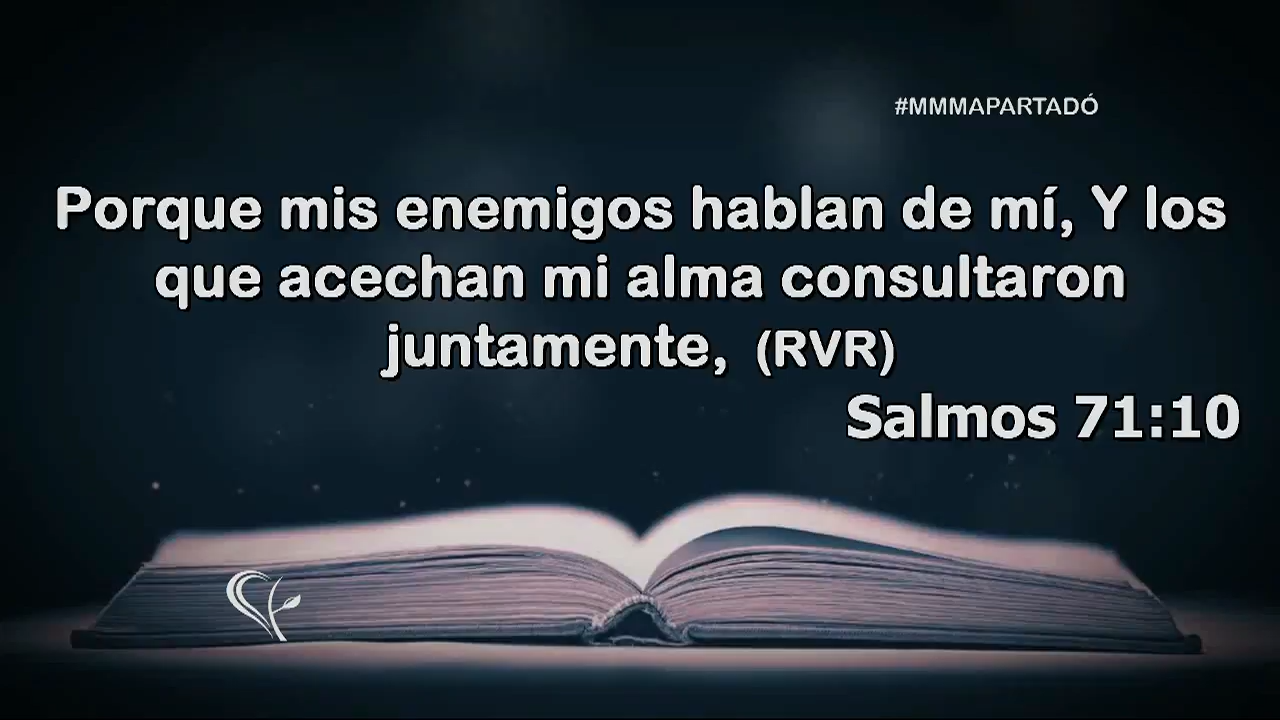 #MMMAPARTADÓ
Porque mis enemigos hablan de mí, Y los
que acechan mi alma consultaron
juntamente, (RVR)
Salmos 71:10